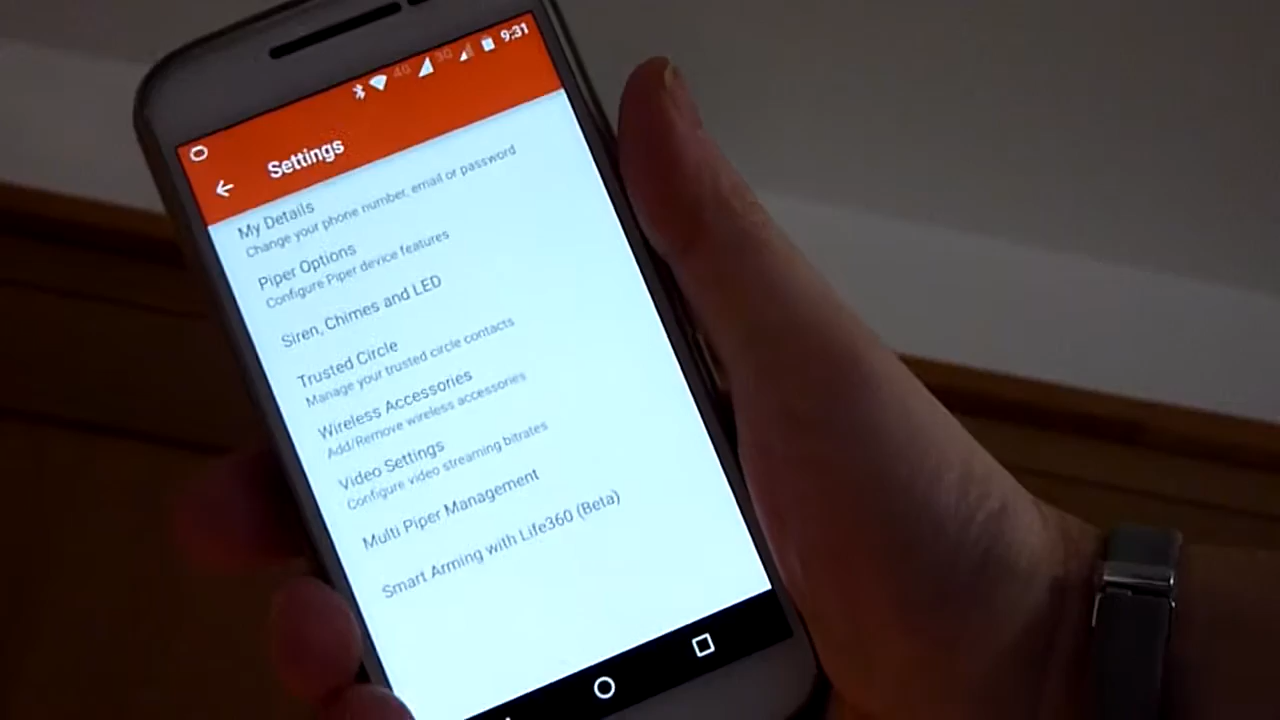 4G 3G 9:31
Settings
My Details
Change your phone number, email or password
Piper Options
Configure Piper device features
Siren, Chimes and LED
Trusted Circle
Manage your trusted circle contacts
Wireless Accessories
Add/Remove wireless accessories
Video Settings
Configure video streaming bitrates
Multi Piper Management
Smart Arming with Life360 (Beta)